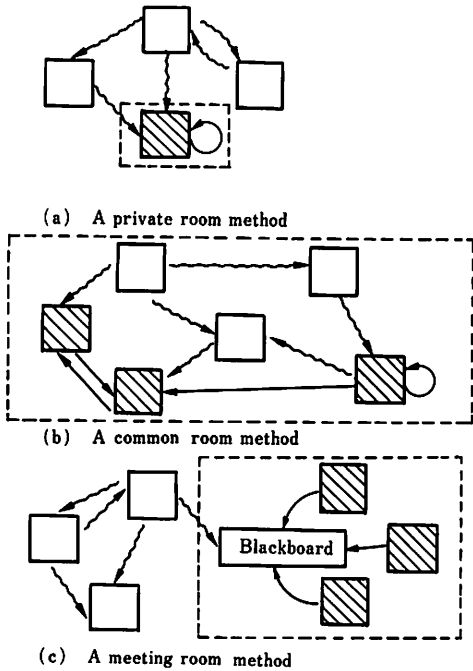 (a) A private room method
(b) A common room method
Blackboard
(c) A meeting room method